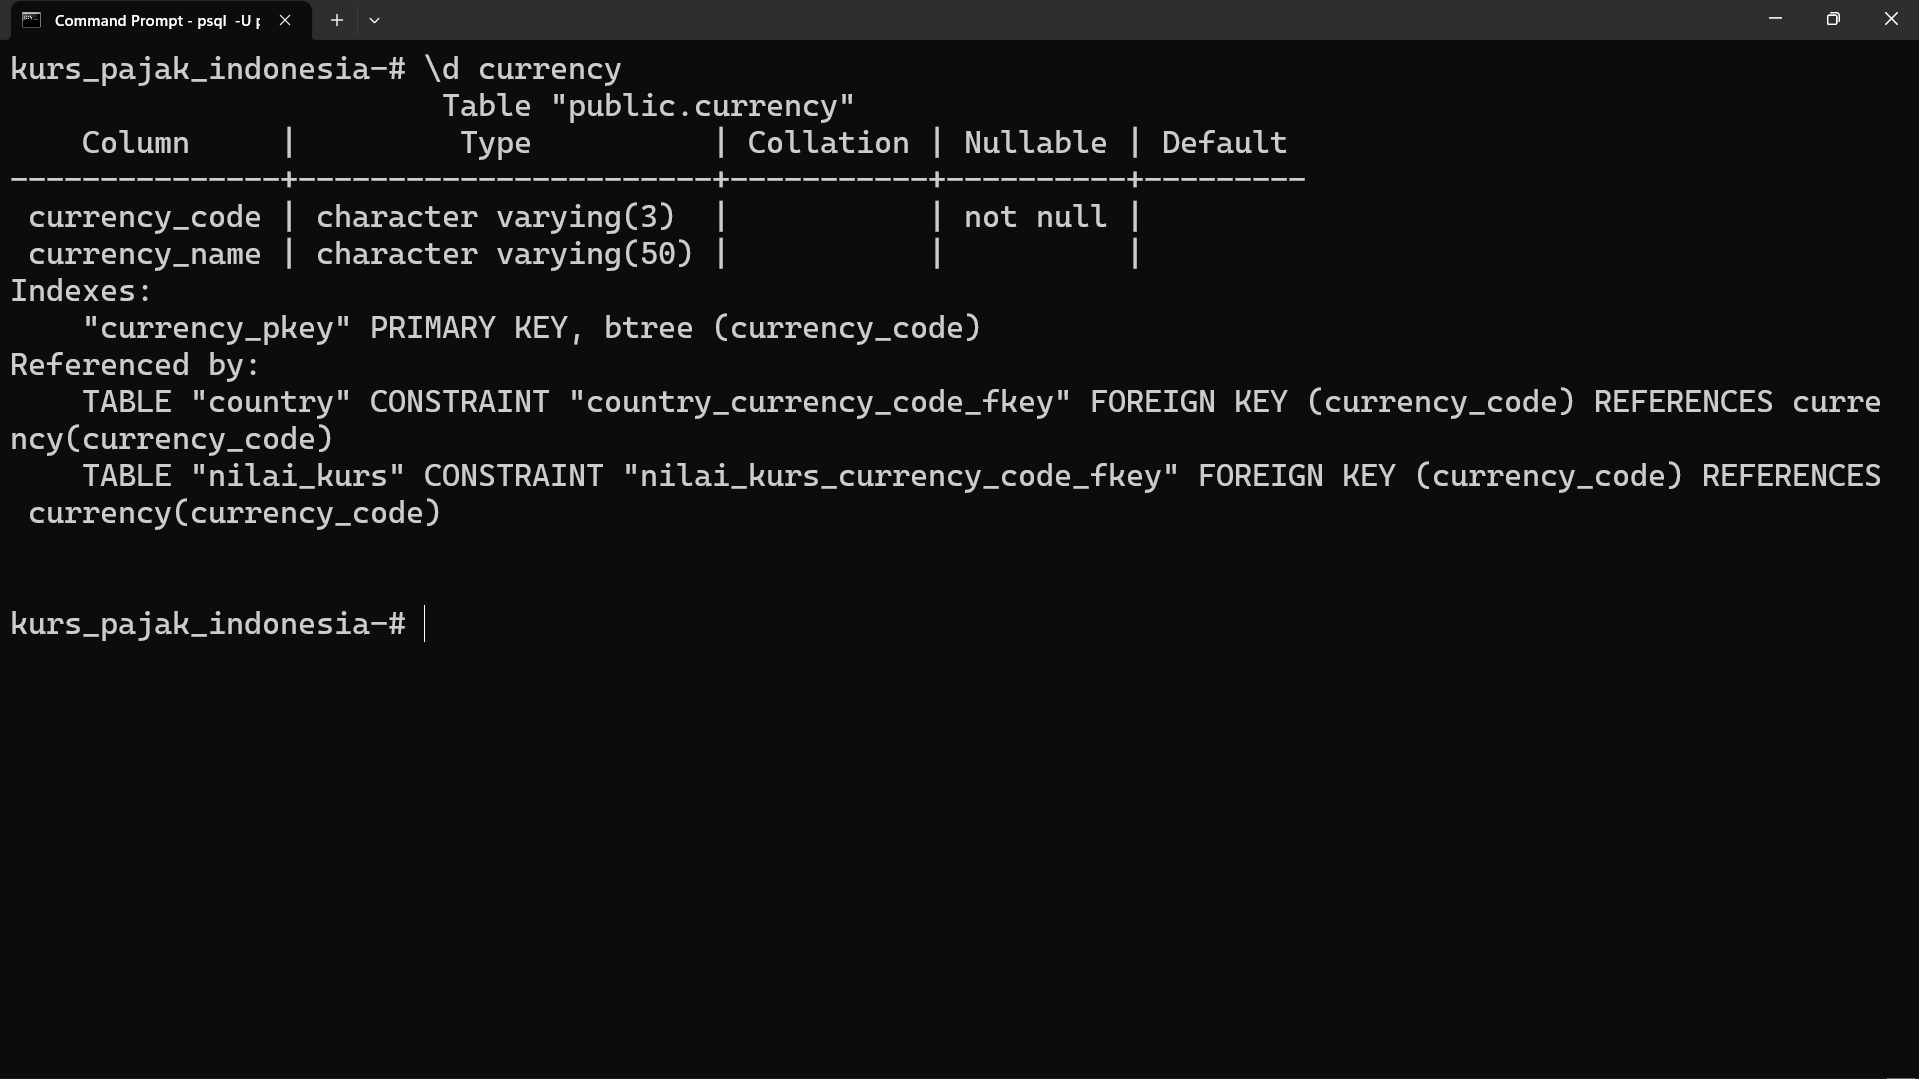 Command Prompt - psql -U p
kurs_pajak_indonesia-# \d currency
                        Table "public.currency"
    Column     |         Type          | Collation | Nullable | Default
---------------+-----------------------+-----------+----------+---------
 currency_code | character varying(3)  |           | not null |
 currency_name | character varying(50) |           |          |
Indexes:
    "currency_pkey" PRIMARY KEY, btree (currency_code)
Referenced by:
    TABLE "country" CONSTRAINT "country_currency_code_fkey" FOREIGN KEY (currency_code) REFERENCES curre
ncy(currency_code)
    TABLE "nilai_kurs" CONSTRAINT "nilai_kurs_currency_code_fkey" FOREIGN KEY (currency_code) REFERENCES
 currency(currency_code)
kurs_pajak_indonesia-#